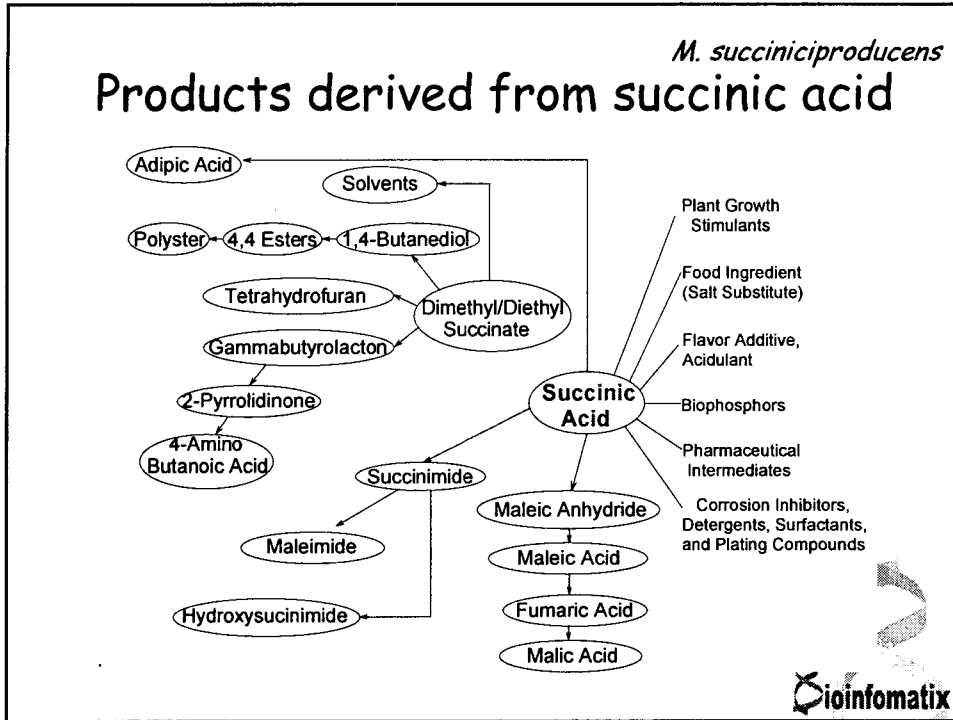 M. succiniciproducens
Products derived from succinic acid
Adipic Acid
Solvents
Polyster
4,4 Esters
1,4-Butanediol
Tetrahydrofuran
Dimethyl/Diethyl
Succinate
Gammabutyrolacton
2-Pyrrolidinone
4-Amino
Butanoic Acid
Succinic
Acid
Plant Growth
Stimulants
Food Ingredient
(Salt Substitute)
Flavor Additive,
Acidulant
Biophosphors
Pharmaceutical
Intermediates
Corrosion Inhibitors,
Detergents, Surfactants,
and Plating Compounds
Succinimide
Maleimide
Hydroxysucinimide
Maleic Anhydride
Maleic Acid
Fumaric Acid
Malic Acid
Bioinfomatix